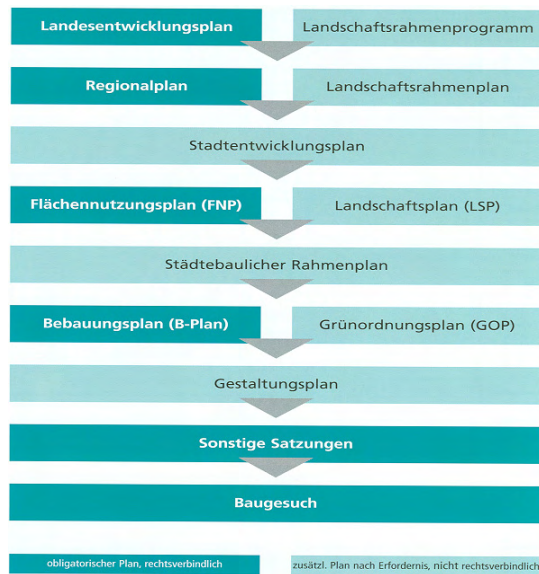 Landesentwicklungsplan
Landschaftsrahmenprogramm
Regionalplan
Landschaftsrahmenplan
Stadtentwicklungsplan
Flächennutzungsplan (FNP)
Landschaftsplan (LSP)
Städtebaulicher Rahmenplan
Bebauungsplan (B-Plan)
Grünordnungsplan (GOP)
Gestaltungsplan
Sonstige Satzungen
Baugesuch
obligatorischer Plan, rechtsverbindlich
zusätzl. Plan nach Erfordernis, nicht rechtsverbindlich